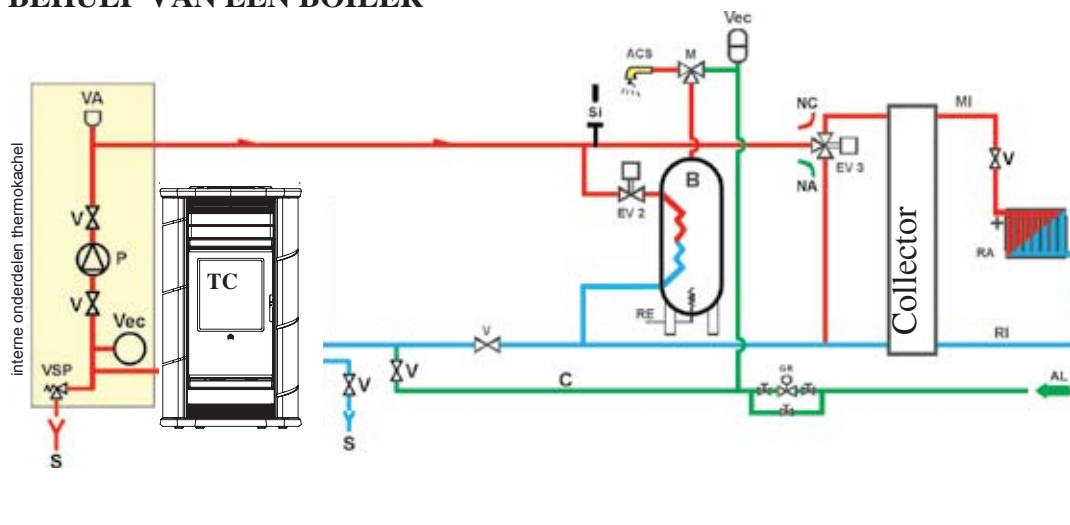 BEHULP VAN EEN BOILER
Vec
ACS
M
VA
Si
NC
MI
interne onderdelen thermokachel
V
EV 3
B
NA
V
EV 2
P
TC
RA
V
Collector
Vec
RE
V
RI
VSP
V
V
GR
C
AL
S
S